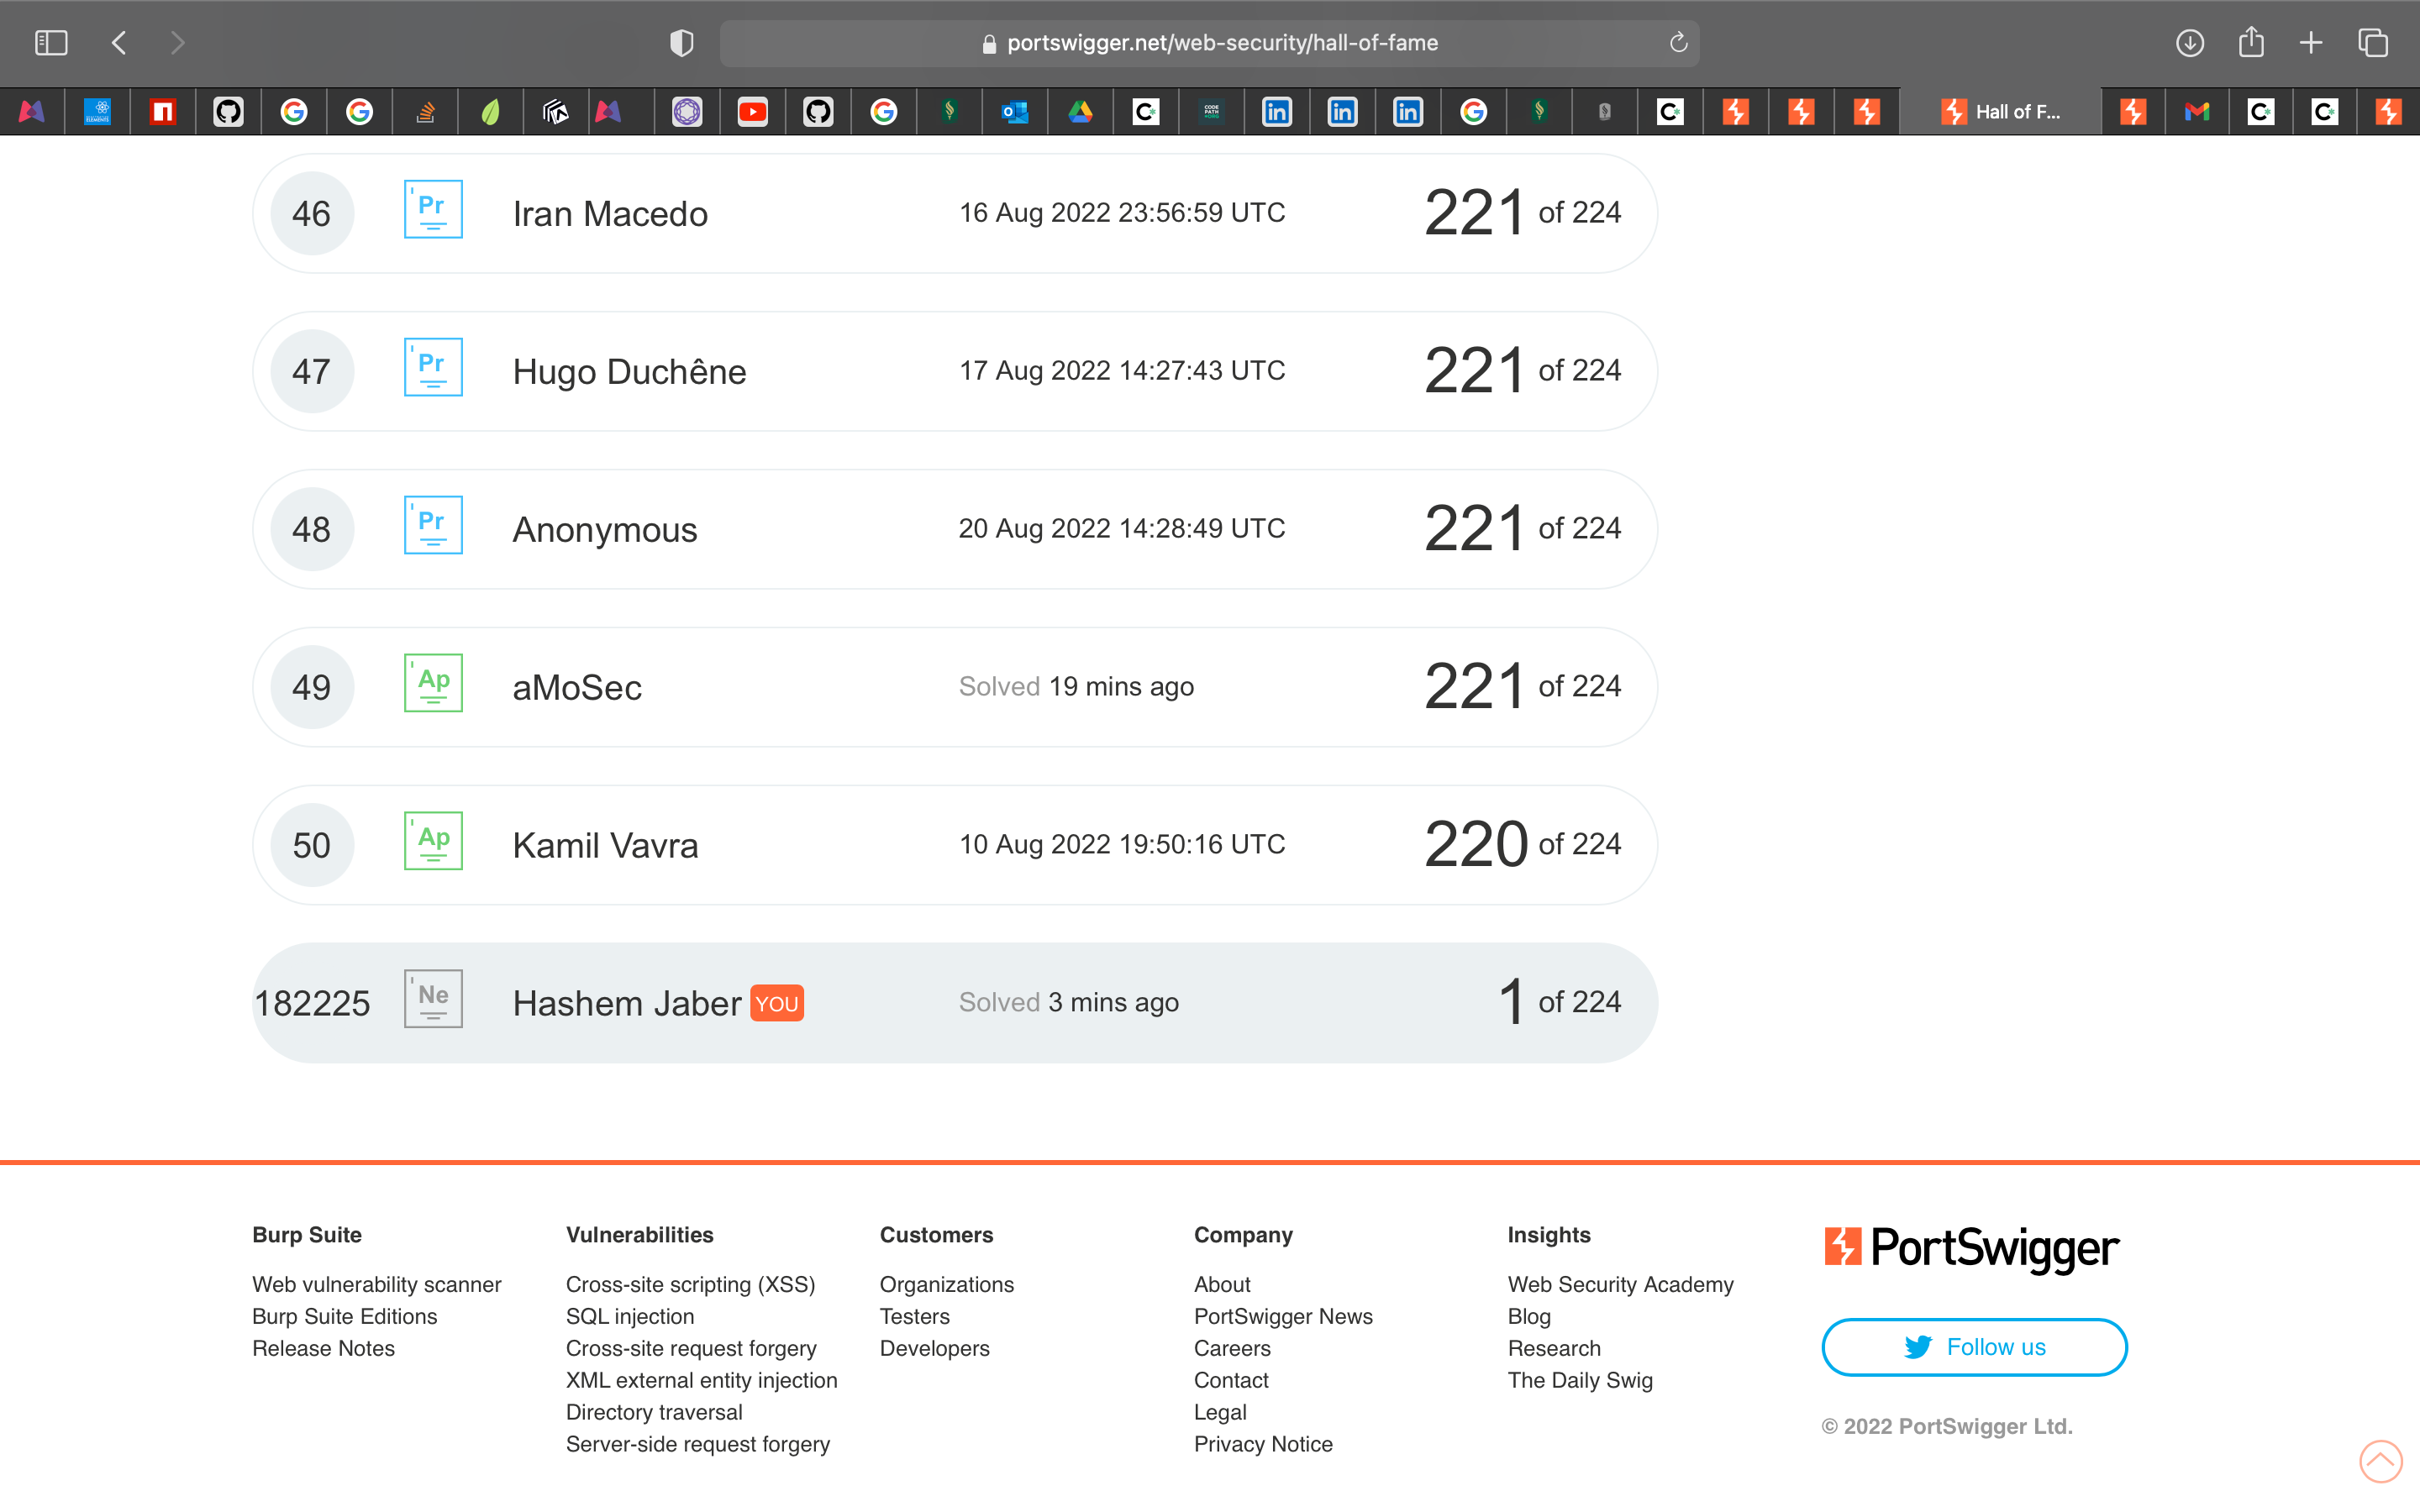 portswigger.net/web-security/hall-of-fame
Hall of F...
46 Pr Iran Macedo 16 Aug 2022 23:56:59 UTC 221 of 224
47 Pr Hugo Duchêne 17 Aug 2022 14:27:43 UTC 221 of 224
48 Pr Anonymous 20 Aug 2022 14:28:49 UTC 221 of 224
49 Ap aMoSec Solved 19 mins ago 221 of 224
50 Ap Kamil Vavra 10 Aug 2022 19:50:16 UTC 220 of 224
182225 Ne Hashem Jaber YOU Solved 3 mins ago 1 of 224
Burp Suite
Web vulnerability scanner
Burp Suite Editions
Release Notes
Vulnerabilities
Cross-site scripting (XSS)
SQL injection
Cross-site request forgery
XML external entity injection
Directory traversal
Server-side request forgery
Customers
Organizations
Testers
Developers
Company
About
PortSwigger News
Careers
Contact
Legal
Privacy Notice
Insights
Web Security Academy
Blog
Research
The Daily Swig
PortSwigger
Follow us
© 2022 PortSwigger Ltd.